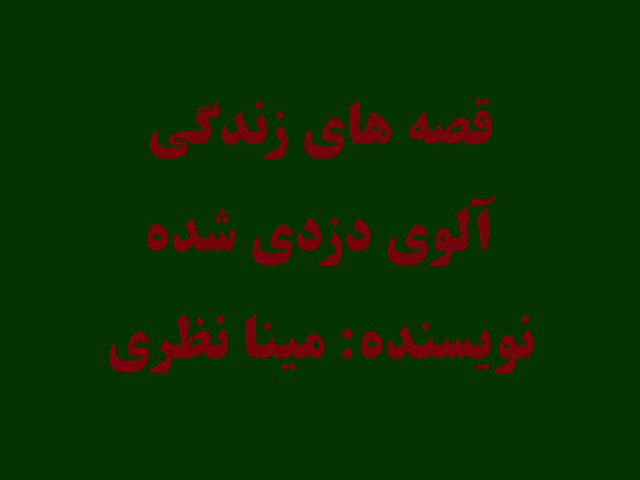 قصه های زندگی
آلوی دزدی شده
نویسنده: مینا نظری